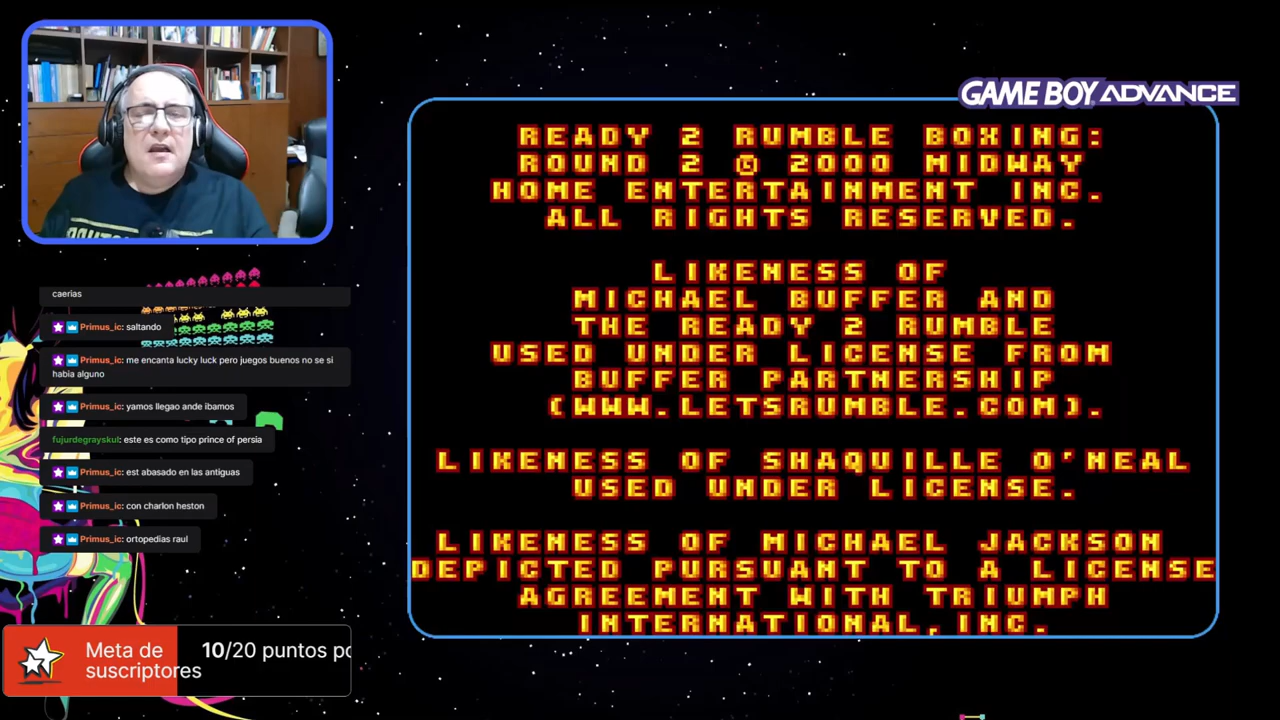 GAME BOY ADVANCE
READY 2 RUMBLE BOXING:
ROUND 2 © 2000 MIDWAY
HOME ENTERTAINMENT INC.
ALL RIGHTS RESERVED.
LIKENESS OF
MICHAEL BUFFER AND
THE READY 2 RUMBLE
USED UNDER LICENSE FROM
BUFFER PARTNERSHIP
(WWW.LETSRUMBLE.COM).
LIKENESS OF SHAQUILLE O'NEAL
USED UNDER LICENSE.
LIKENESS OF MICHAEL JACKSON
DEPICTED PURSUANT TO A LICENSE
AGREEMENT WITH TRIUMPH
INTERNATIONAL, INC.
caerias
Primus_ic: saltando
Primus_ic: me encanta lucky luck pero juegos buenos no se si
habia alguno
Primus_ic: yamos llegao ande ibamos
fujurdegrayskul: este es como tipo prince of persia
Primus_ic: est abasado en las antiguas
Primus_ic: con charlon heston
Primus_ic: ortopedias raul
Meta de
suscriptores
10/20 puntos po